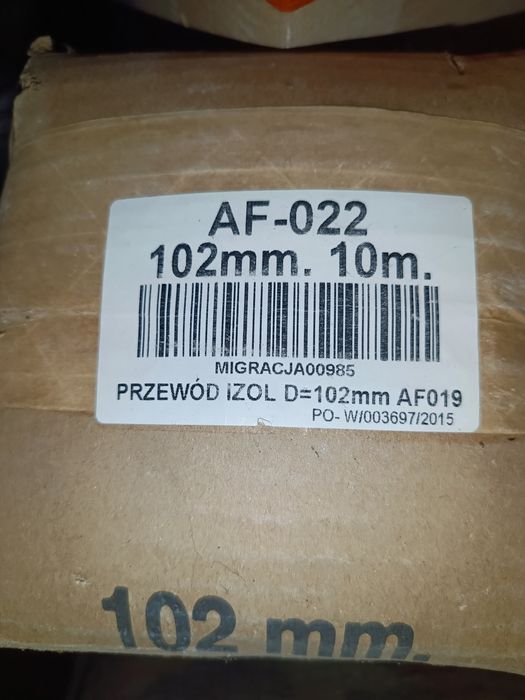 AF-022
102mm. 10m.
MIGRACJA00985
PRZEWÓD IZOL D=102mm AF019
PO- W/003697/2015
102 mm.